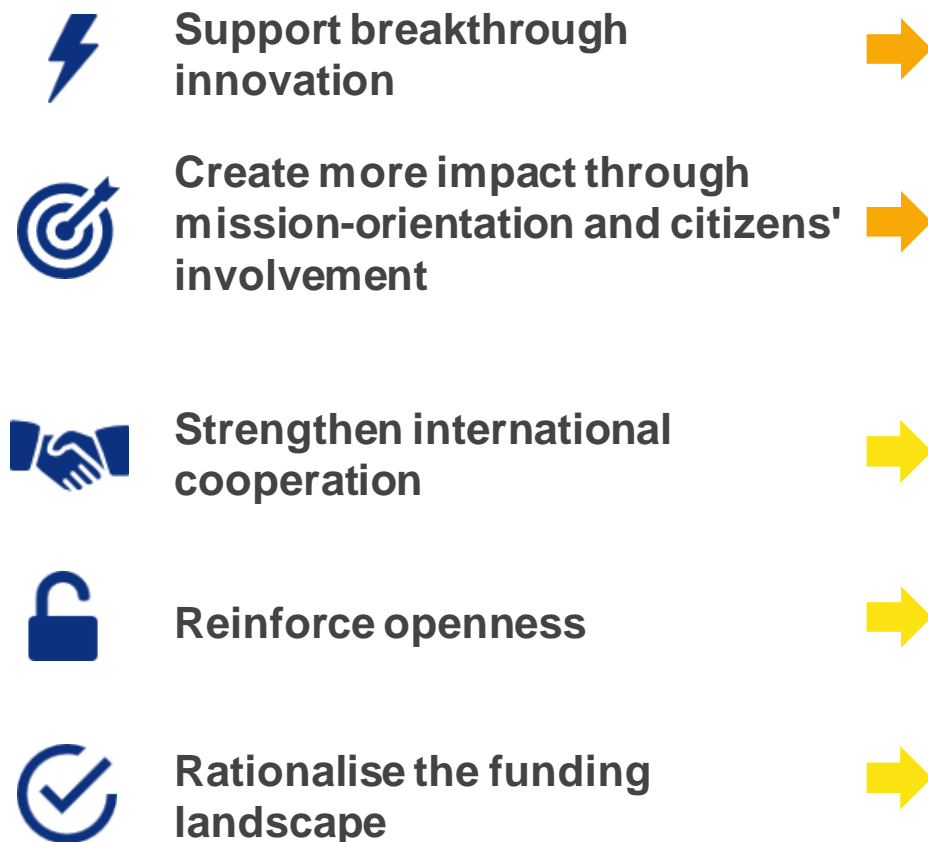 Support breakthrough
innovation
Create more impact through
mission-orientation and citizens'
involvement
Strengthen international
cooperation
Reinforce openness
Rationalise the funding
landscape